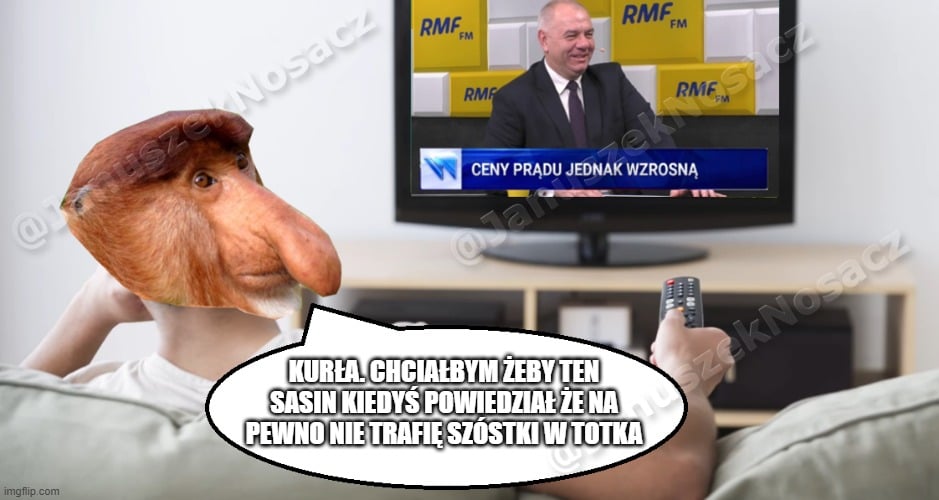 RMF FM
RMF FM
RMF
RMF FM
CENY PRĄDU JEDNAK WZROSNĄ
@JanuszekNosacz
@JanuszekNosacz
@JanuszekNosacz
KURŁA. CHCIAŁBYM ŻEBY TEN
SASIN KIEDYŚ POWIEDZIAŁ ŻE NA
PEWNO NIE TRAFIĘ SZÓSTKI W TOTKA
imgflip.com